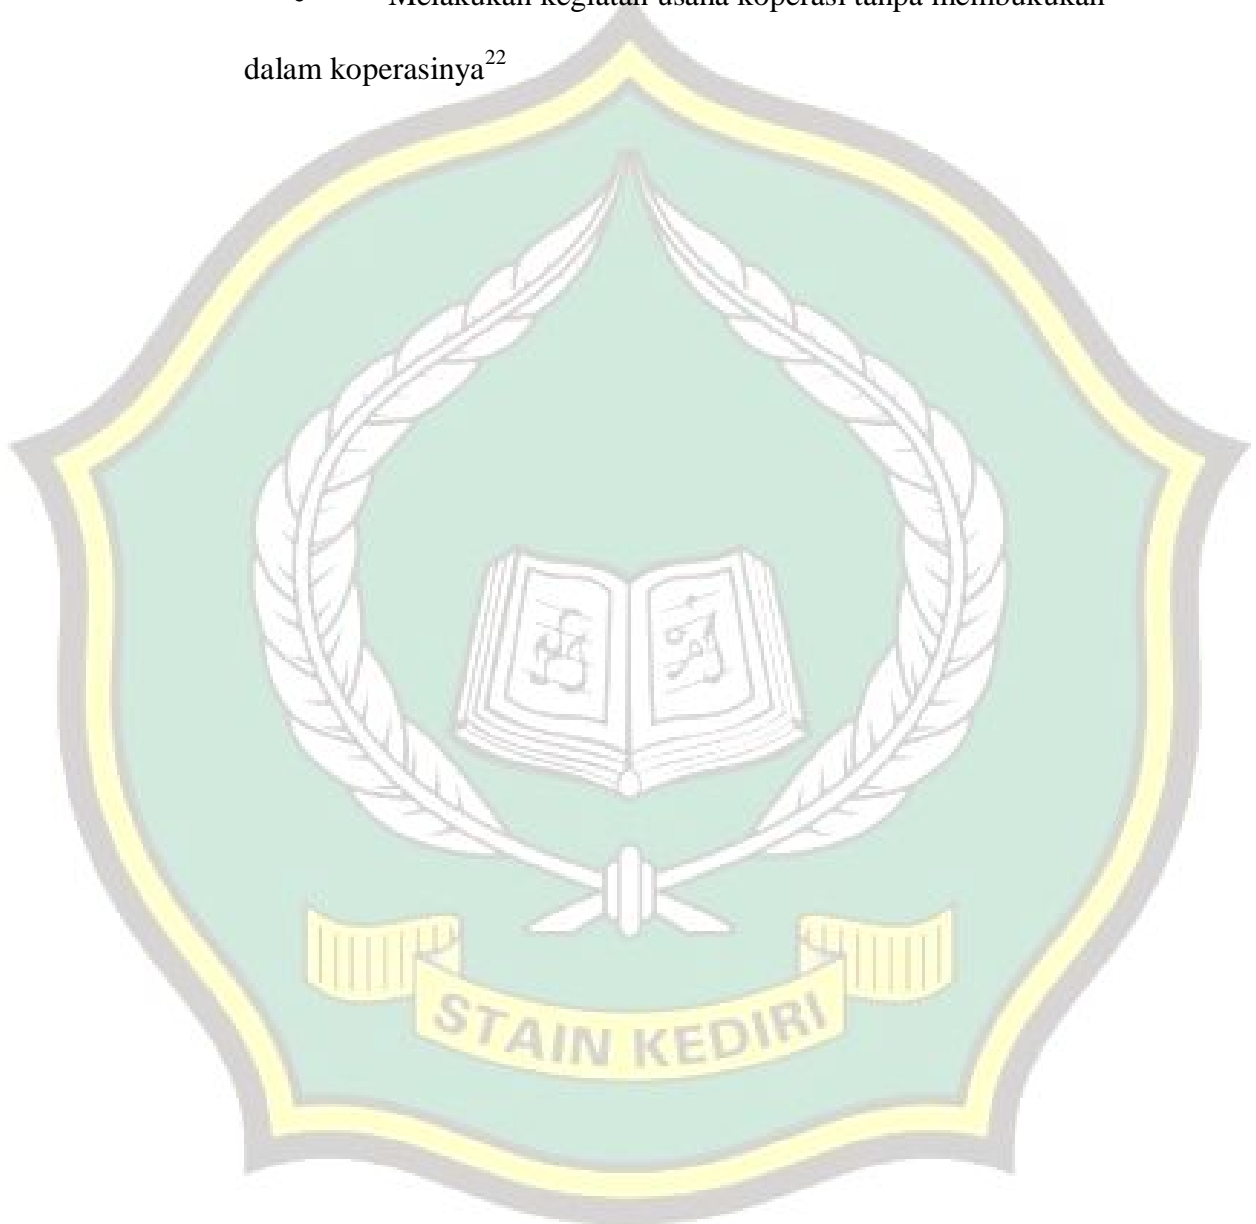 Melakukan kegiatan usaha koperasi tanpa membukukan
dalam koperasinya22
STAIN KEDIRI